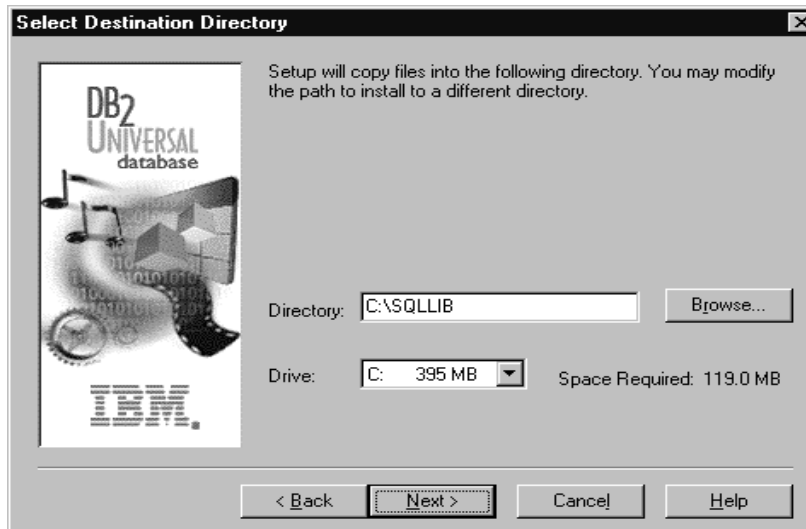 Select Destination Directory
Setup will copy files into the following directory. You may modify
the path to install to a different directory.
DB2
UNIVERSAL
database
Directory:
C:\SQLLIB
Browse...
Drive:
C: 395 MB
Space Required: 119.0 MB
IBM.
< Back
Next >
Cancel
Help